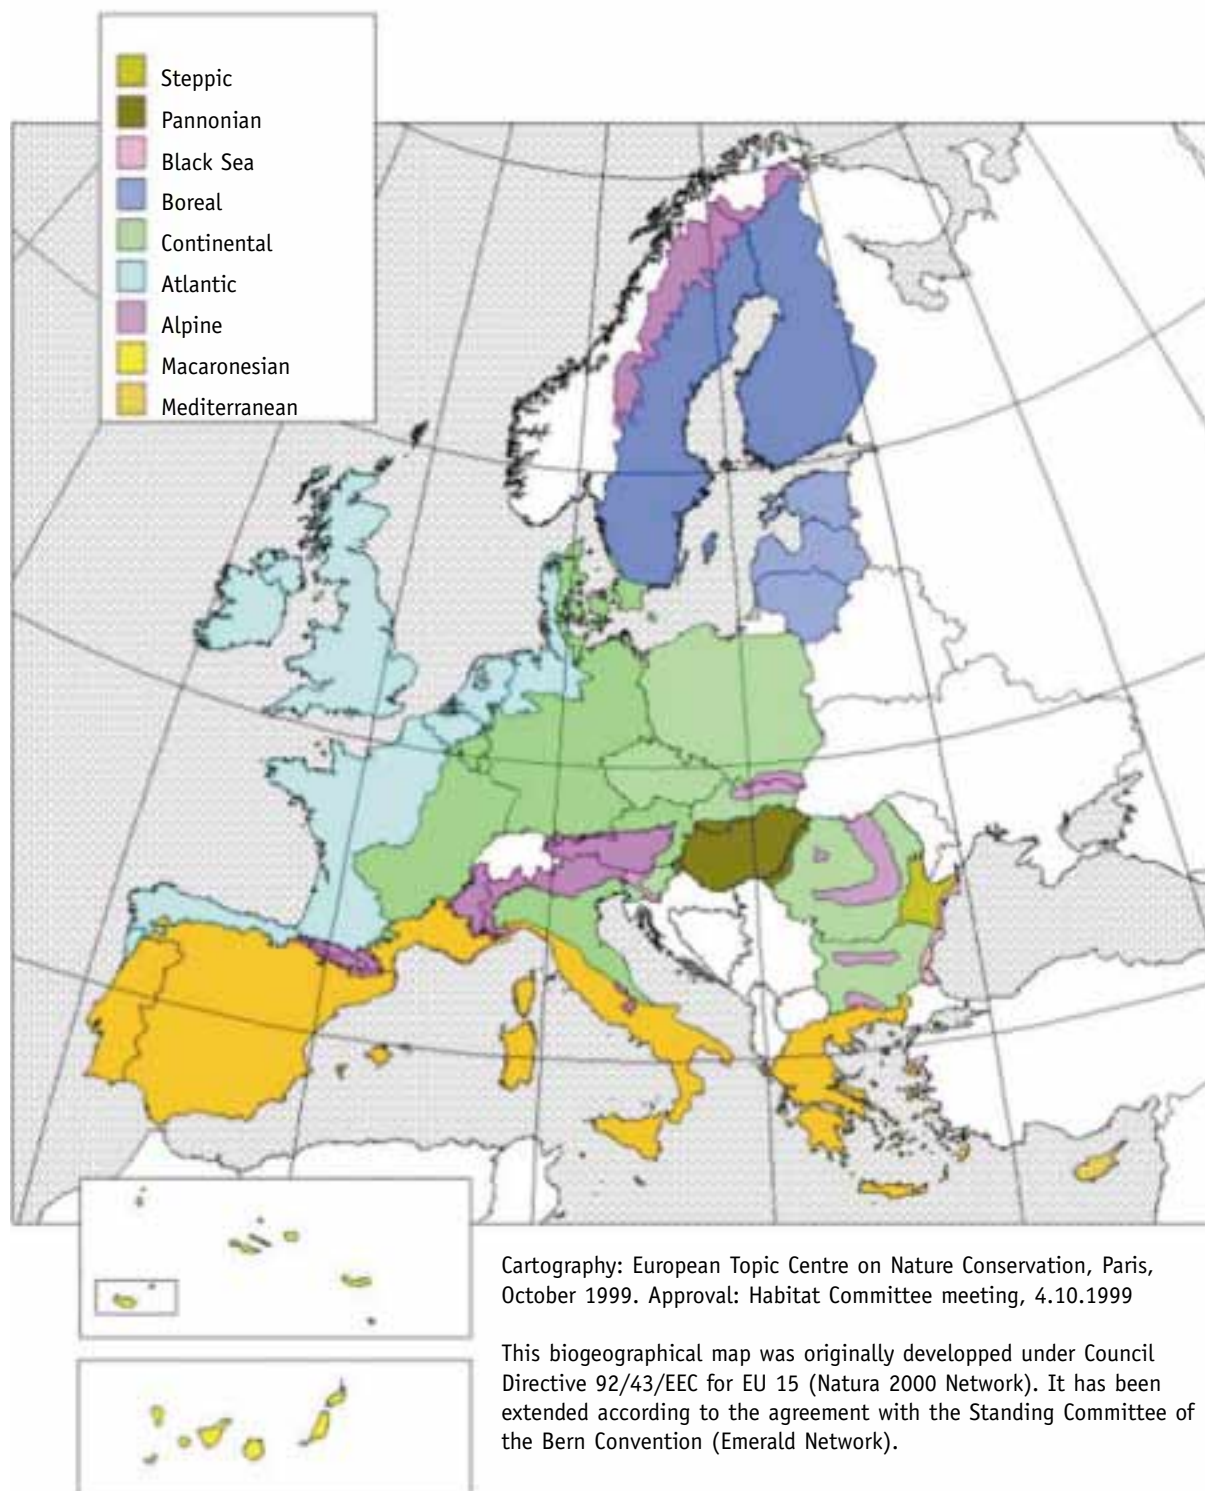 Steppic
Pannonian
Black Sea
Boreal
Continental
Atlantic
Alpine
Macaronesian
Mediterranean
Cartography: European Topic Centre on Nature Conservation, Paris,
October 1999. Approval: Habitat Committee meeting, 4.10.1999
This biogeographical map was originally developped under Council
Directive 92/43/EEC for EU 15 (Natura 2000 Network). It has been
extended according to the agreement with the Standing Committee of
the Bern Convention (Emerald Network).